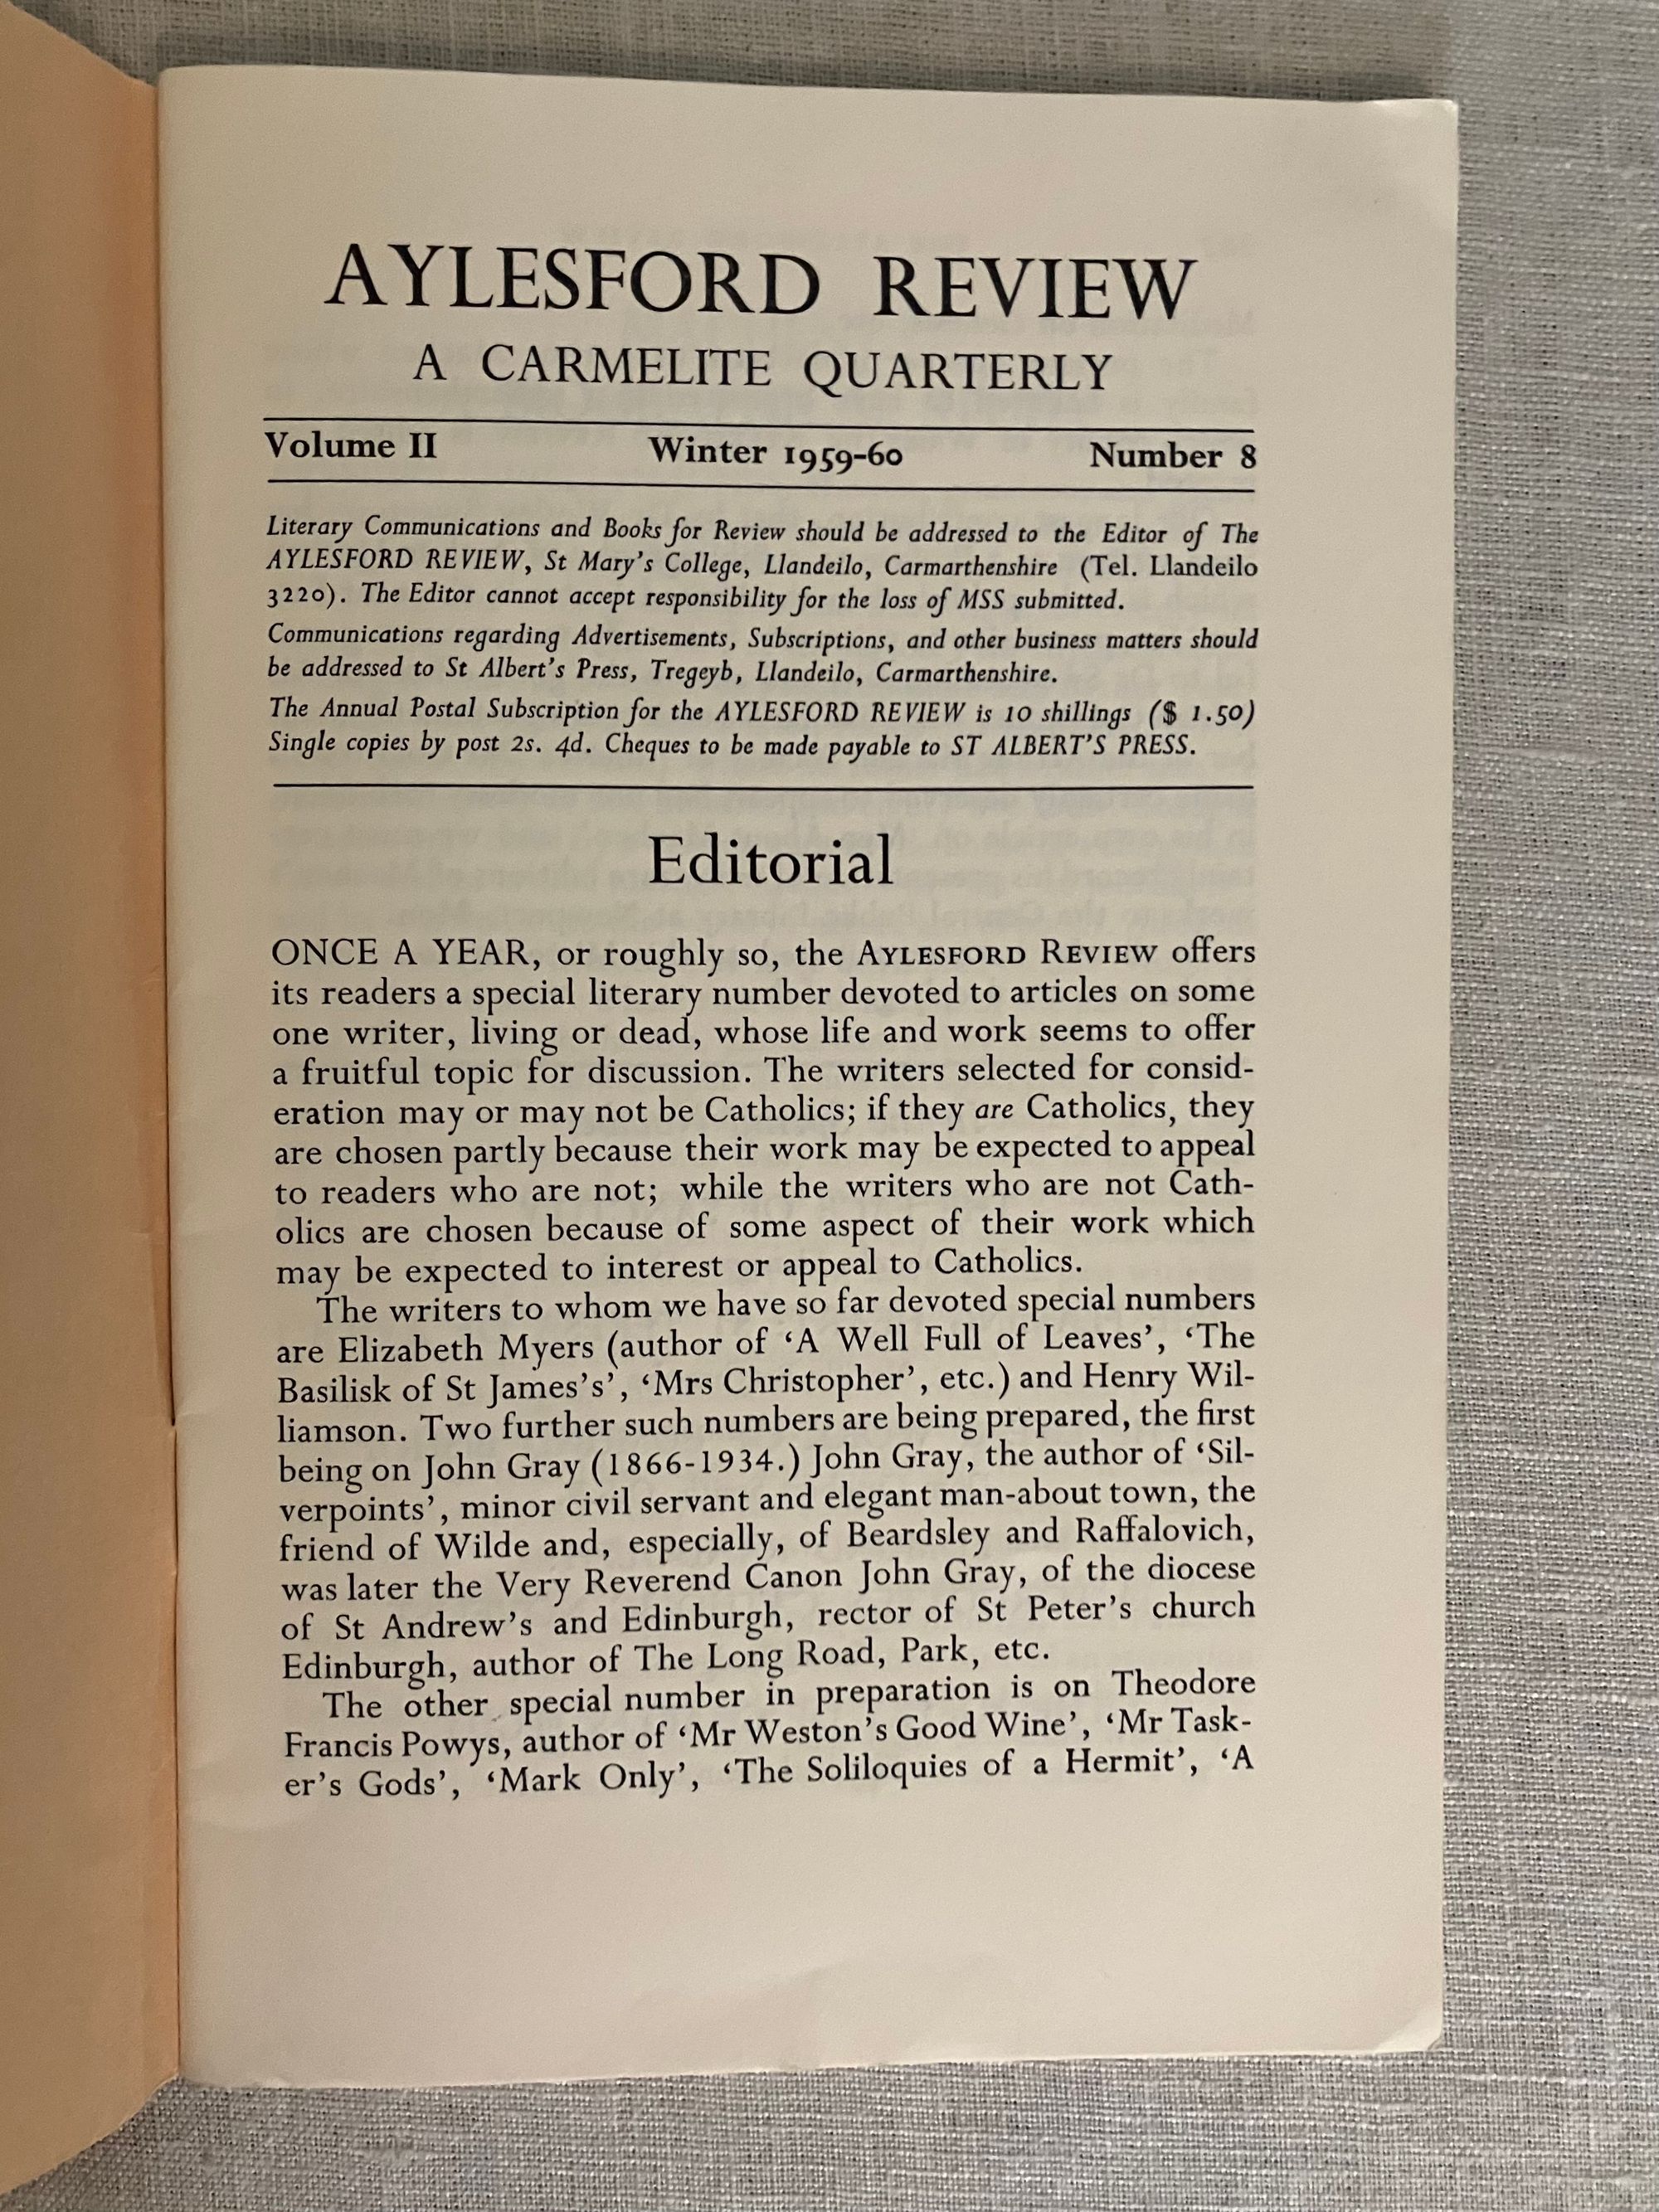 AYLESFORD REVIEW
A CARMELITE QUARTERLY
Volume II Winter 1959-60 Number 8
Literary Communications and Books for Review should be addressed to the Editor of The
AYLESFORD REVIEW, St Mary's College, Llandeilo, Carmarthenshire (Tel. Llandeilo
3220). The Editor cannot accept responsibility for the loss of MSS submitted.
Communications regarding Advertisements, Subscriptions, and other business matters should
be addressed to St Albert's Press, Tregeyb, Llandeilo, Carmarthenshire.
The Annual Postal Subscription for the AYLESFORD REVIEW is 10 shillings ($ 1.50)
Single copies by post 2s. 4d. Cheques to be made payable to ST ALBERT'S PRESS.
Editorial
ONCE A YEAR, or roughly so, the AYLESFORD REVIEW offers
its readers a special literary number devoted to articles on some
one writer, living or dead, whose life and work seems to offer
a fruitful topic for discussion. The writers selected for consid-
eration may or may not be Catholics; if they are Catholics, they
are chosen partly because their work may be expected to appeal
to readers who are not; while the writers who are not Cath-
olics are chosen because of some aspect of their work which
may be expected to interest or appeal to Catholics.
The writers to whom we have so far devoted special numbers
are Elizabeth Myers (author of ‘A Well Full of Leaves’, ‘The
Basilisk of St James's’, ‘Mrs Christopher’, etc.) and Henry Wil-
liamson. Two further such numbers are being prepared, the first
being on John Gray (1866-1934.) John Gray, the author of ‘Sil-
verpoints’, minor civil servant and elegant man-about town, the
friend of Wilde and, especially, of Beardsley and Raffalovich,
was later the Very Reverend Canon John Gray, of the diocese
of St Andrew's and Edinburgh, rector of St Peter's church
Edinburgh, author of The Long Road, Park, etc.
The other special number in preparation is on Theodore
Francis Powys, author of ‘Mr Weston's Good Wine’, ‘Mr Task-
er's Gods’, ‘Mark Only’, ‘The Soliloquies of a Hermit’, ‘A